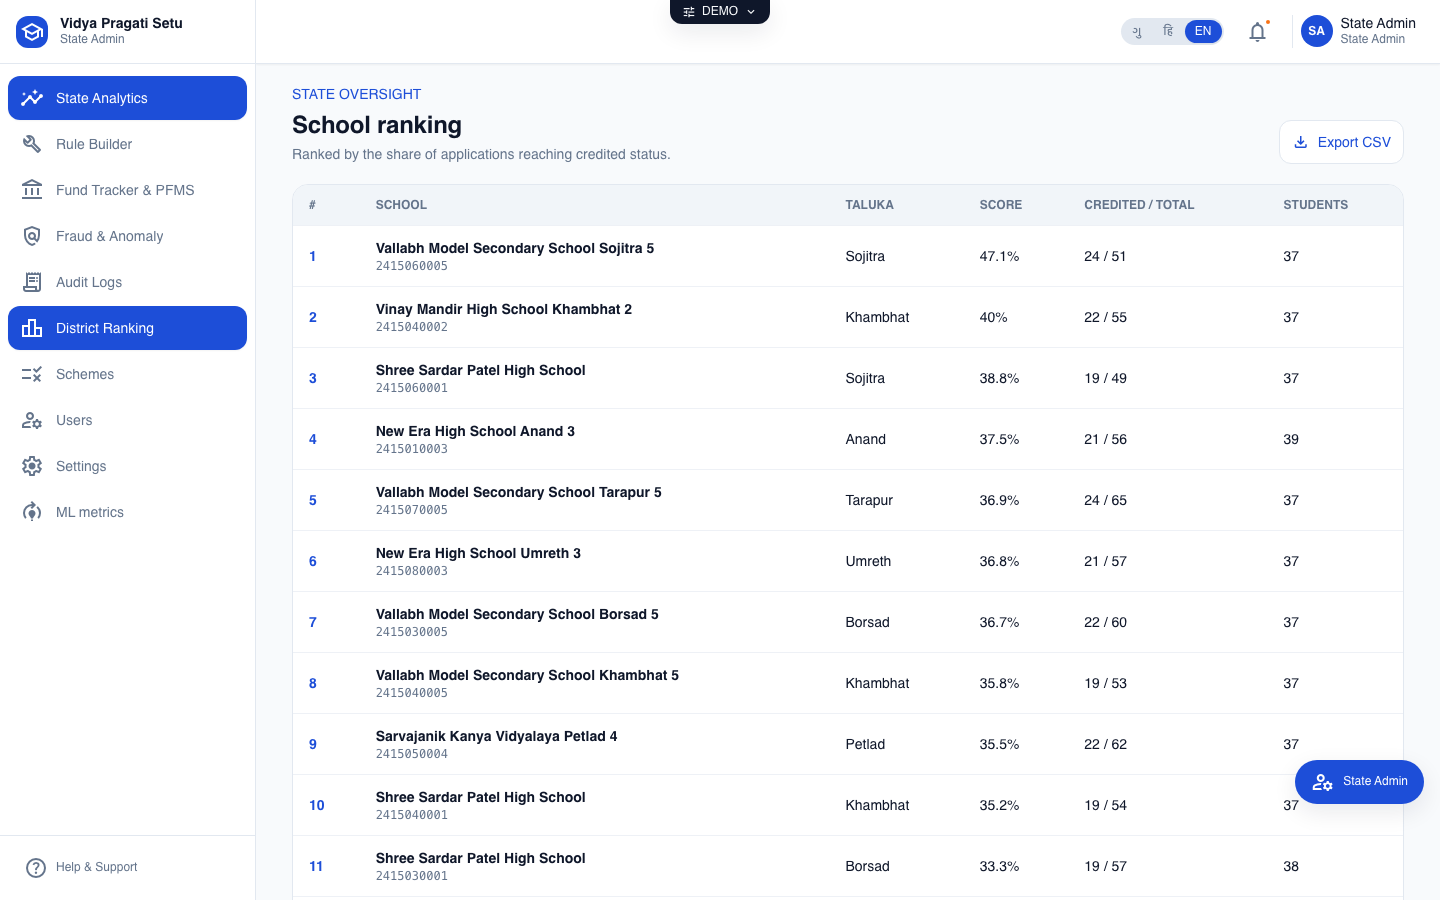 Vidya Pragati Setu
State Admin
DEMO
ગુ
हि
EN
SA
State Admin
State Admin
State Analytics
Rule Builder
Fund Tracker & PFMS
Fraud & Anomaly
Audit Logs
District Ranking
Schemes
Users
Settings
ML metrics
Help & Support
STATE OVERSIGHT
School ranking
Ranked by the share of applications reaching credited status.
Export CSV
# SCHOOL TALUKA SCORE CREDITED / TOTAL STUDENTS
1 Vallabh Model Secondary School Sojitra 5 Sojitra 47.1% 24 / 51 37
2415060005
2 Vinay Mandir High School Khambhat 2 Khambhat 40% 22 / 55 37
2415040002
3 Shree Sardar Patel High School Sojitra 38.8% 19 / 49 37
2415060001
4 New Era High School Anand 3 Anand 37.5% 21 / 56 39
2415010003
5 Vallabh Model Secondary School Tarapur 5 Tarapur 36.9% 24 / 65 37
2415070005
6 New Era High School Umreth 3 Umreth 36.8% 21 / 57 37
2415080003
7 Vallabh Model Secondary School Borsad 5 Borsad 36.7% 22 / 60 37
2415030005
8 Vallabh Model Secondary School Khambhat 5 Khambhat 35.8% 19 / 53 37
2415040005
9 Sarvajanik Kanya Vidyalaya Petlad 4 Petlad 35.5% 22 / 62 37
2415050004
10 Shree Sardar Patel High School Khambhat 35.2% 19 / 54 37
2415040001
11 Shree Sardar Patel High School Borsad 33.3% 19 / 57 38
2415030001
State Admin